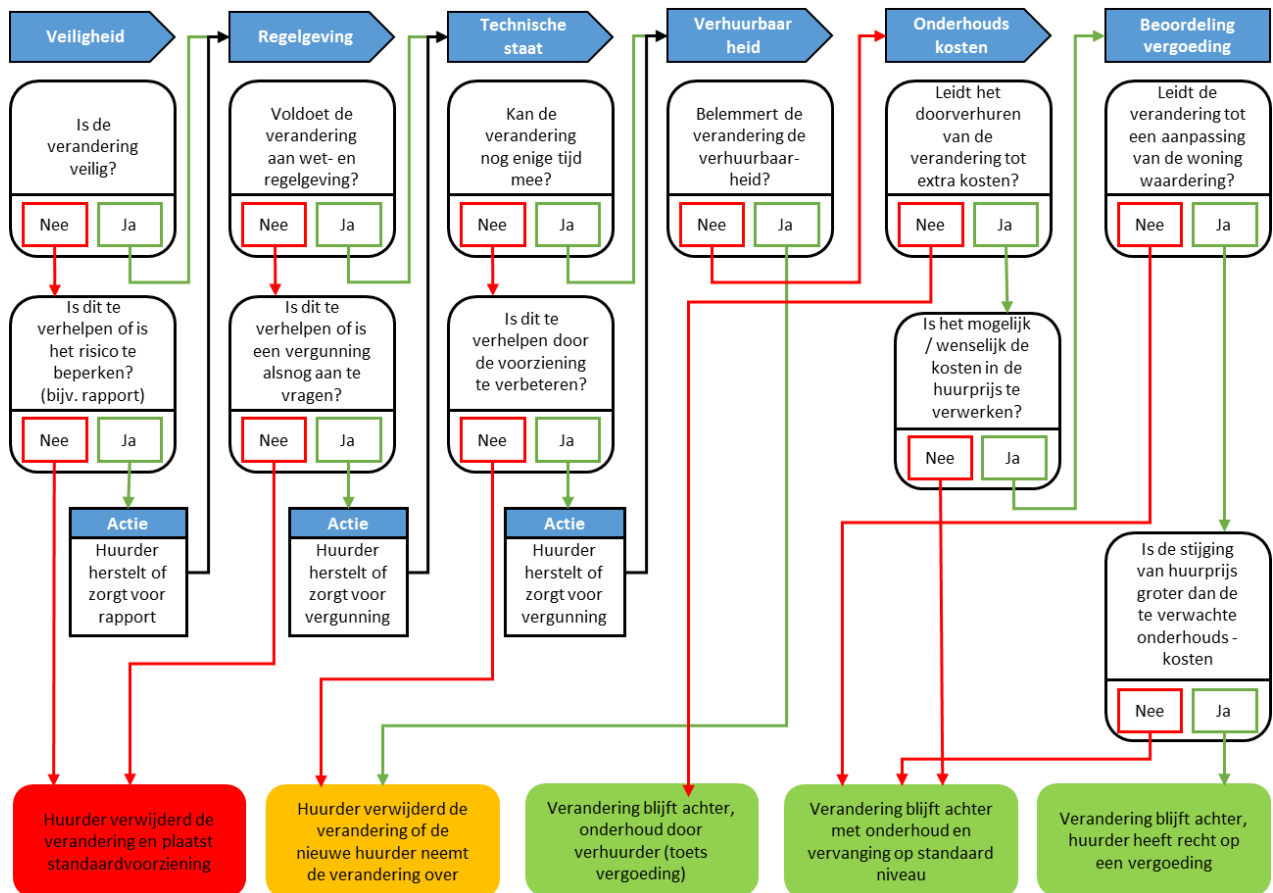 Veiligheid
Regelgeving
Technische
staat
Verhuurbaar
heid
Onderhouds
kosten
Beoordeling
vergoeding
Is de
verandering
veilig?
Nee
Ja
Voldoet de
verandering
aan wet- en
regelgeving?
Nee
Ja
Kan de
verandering
nog enige tijd
mee?
Nee
Ja
Belemmert de
verandering de
verhuurbaar-
heid?
Nee
Ja
Leidt het
doorverhuren
van de
verandering tot
extra kosten?
Nee
Ja
Leidt de
verandering tot
een aanpassing
van de woning
waardering?
Nee
Ja
Is dit te
verhelpen of is
het risico te
beperken?
(bijv. rapport)
Nee
Ja
Is dit te
verhelpen of is
een vergunning
alsnog aan te
vragen?
Nee
Ja
Is dit te
verhelpen door
de voorziening
te verbeteren?
Nee
Ja
Is het mogelijk
/ wenselijk de
kosten in de
huurprijs te
verwerken?
Nee
Ja
Actie
Huurder
herstelt of
zorgt voor
rapport
Actie
Huurder
herstelt of
zorgt voor
vergunning
Actie
Huurder
herstelt of
zorgt voor
vergunning
Is de stijging
van huurprijs
groter dan de
te verwachte
onderhouds -
kosten
Nee
Ja
Huurder verwijderd de
verandering en plaatst
standaardvoorziening
Huurder verwijderd de
verandering of de
nieuwe huurder neemt
de verandering over
Verandering blijft achter,
onderhoud door
verhuurder (toets
vergoeding)
Verandering blijft achter
met onderhoud en
vervanging op standaard
niveau
Verandering blijft achter,
huurder heeft recht op
een vergoeding